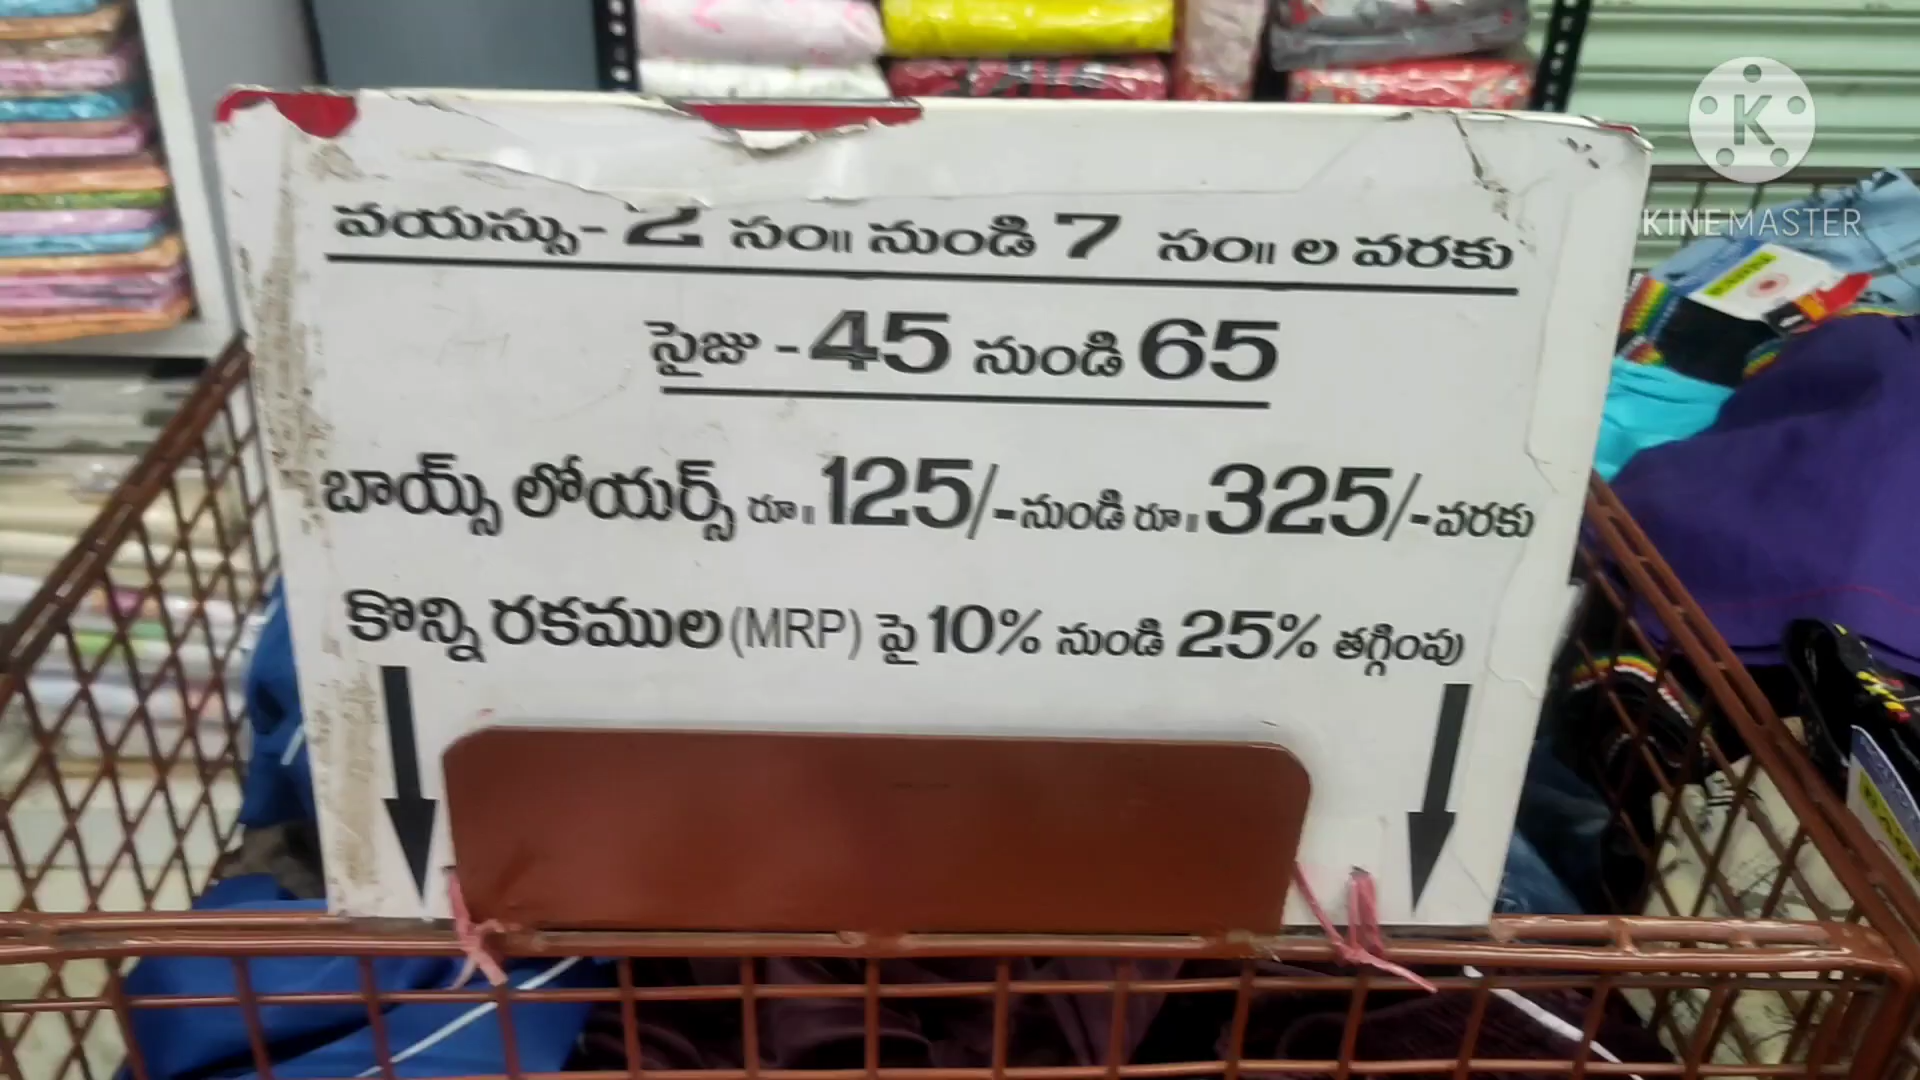 వయస్సు- 2 సం॥ నుండి 7 సం॥ ల వరకు
సైజు - 45 నుండి 65
బాయ్స్ లోయర్స్ రూ. 125/- నుండి రూ. 325/- వరకు
కొన్ని రకముల (MRP) పై 10% నుండి 25% తగ్గింపు
K
KINEMASTER